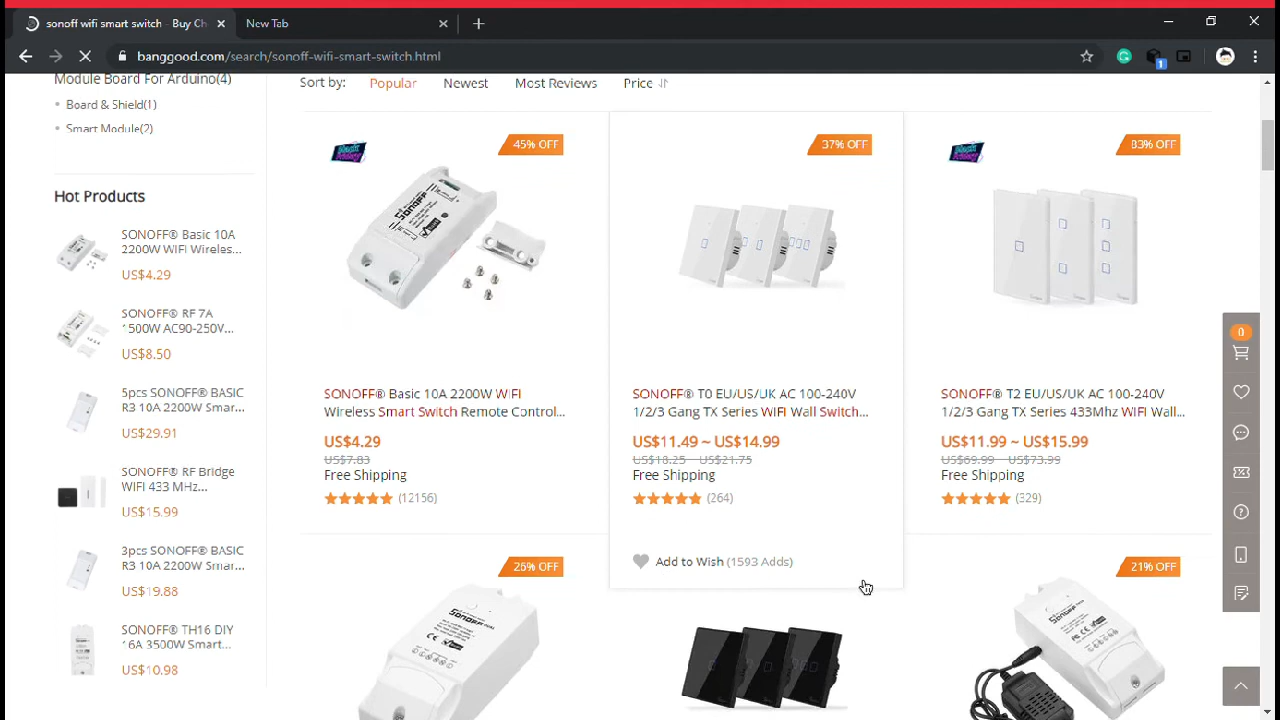 sonoff wifi smart switch - Buy Ch
New Tab
banggood.com/search/sonoff-wifi-smart-switch.html
1
Module Board For Arduino(4)
Board & Shield(1)
Smart Module(2)
Hot Products
SONOFF® Basic 10A
2200W WIFI Wireles...
US$4.29
SONOFF® RF 7A
1500W AC90-250V...
US$8.50
5pcs SONOFF® BASIC
R3 10A 2200W Smar...
US$29.91
SONOFF® RF Bridge
WIFI 433 MHz...
US$15.99
3pcs SONOFF® BASIC
R3 10A 2200W Smar...
US$19.88
SONOFF® TH16 DIY
16A 3500W Smart...
US$10.98
Sort by: Popular Newest Most Reviews Price
45% OFF
SONOFF
SONOFF® Basic 10A 2200W WIFI
Wireless Smart Switch Remote Control...
US$4.29
US$7.83
Free Shipping
(12156)
37% OFF
SONOFF® T0 EU/US/UK AC 100-240V
1/2/3 Gang TX Series WIFI Wall Switch...
US$11.49 ~ US$14.99
US$18.25 ~ US$21.75
Free Shipping
(264)
Add to Wish (1593 Adds)
83% OFF
SONOFF® T2 EU/US/UK AC 100-240V
1/2/3 Gang TX Series 433Mhz WIFI Wall...
US$11.99 ~ US$15.99
US$69.99 ~ US$73.99
Free Shipping
(329)
0
26% OFF
SONOFF
21% OFF
SONOFF